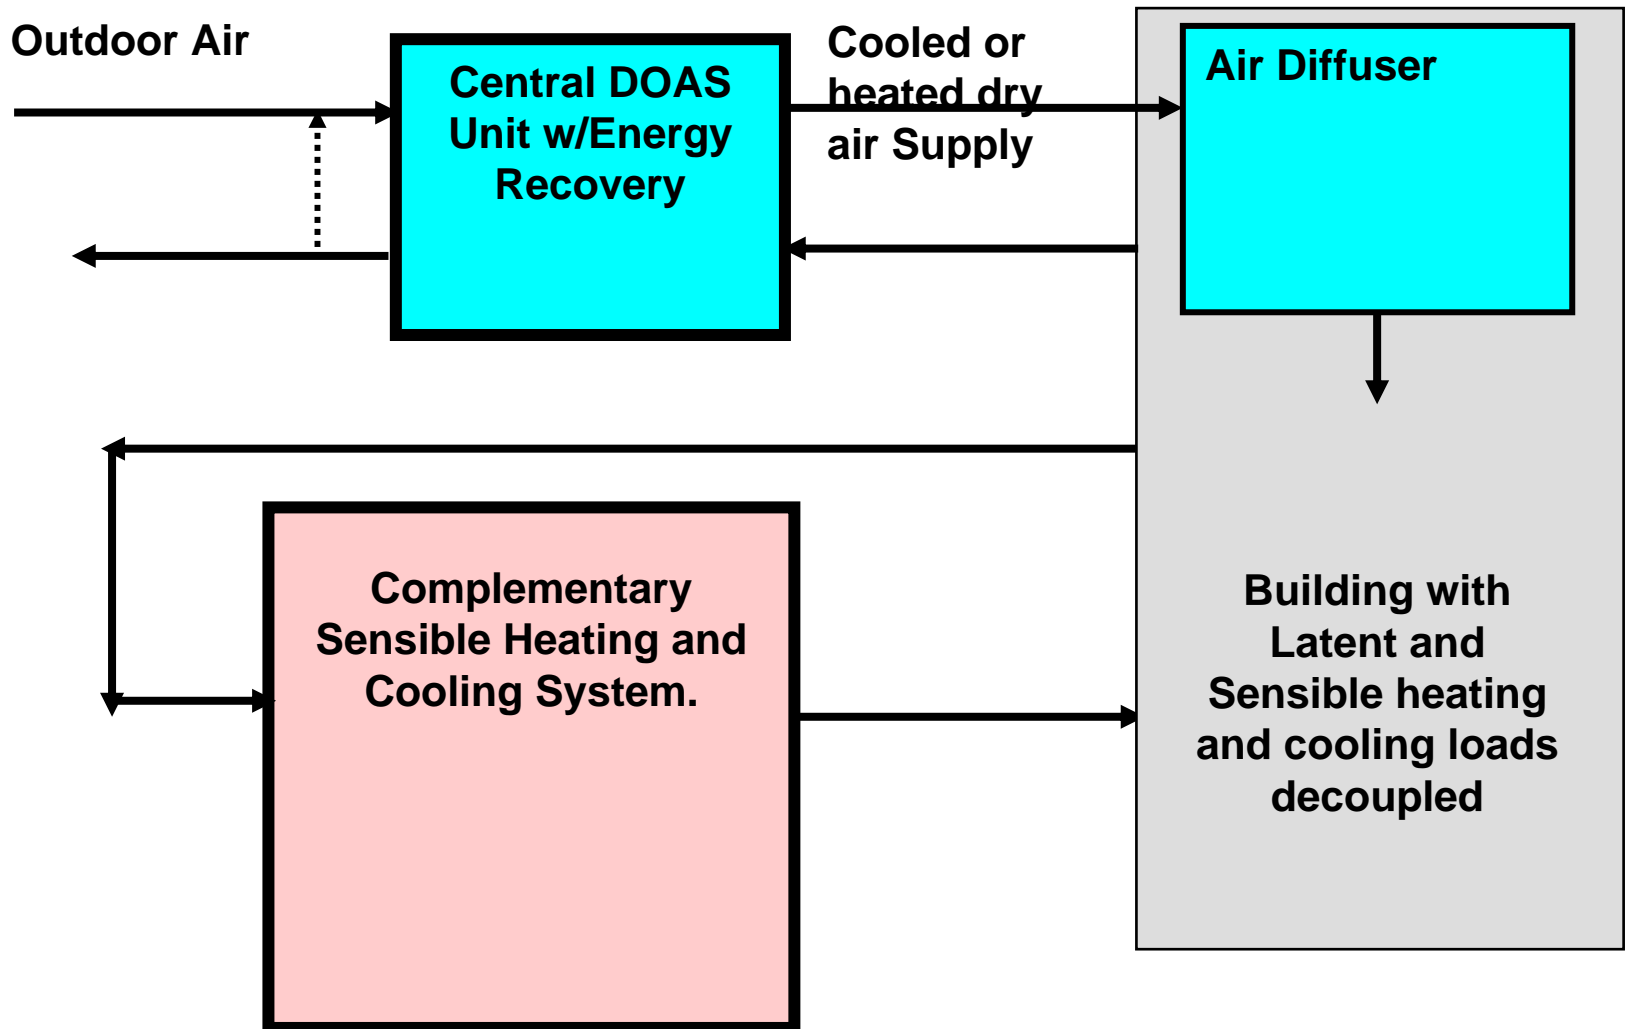 Outdoor Air
Central DOAS
Unit w/Energy
Recovery
Cooled or
heated dry
air Supply
Air Diffuser
Complementary
Sensible Heating and
Cooling System.
Building with
Latent and
Sensible heating
and cooling loads
decoupled